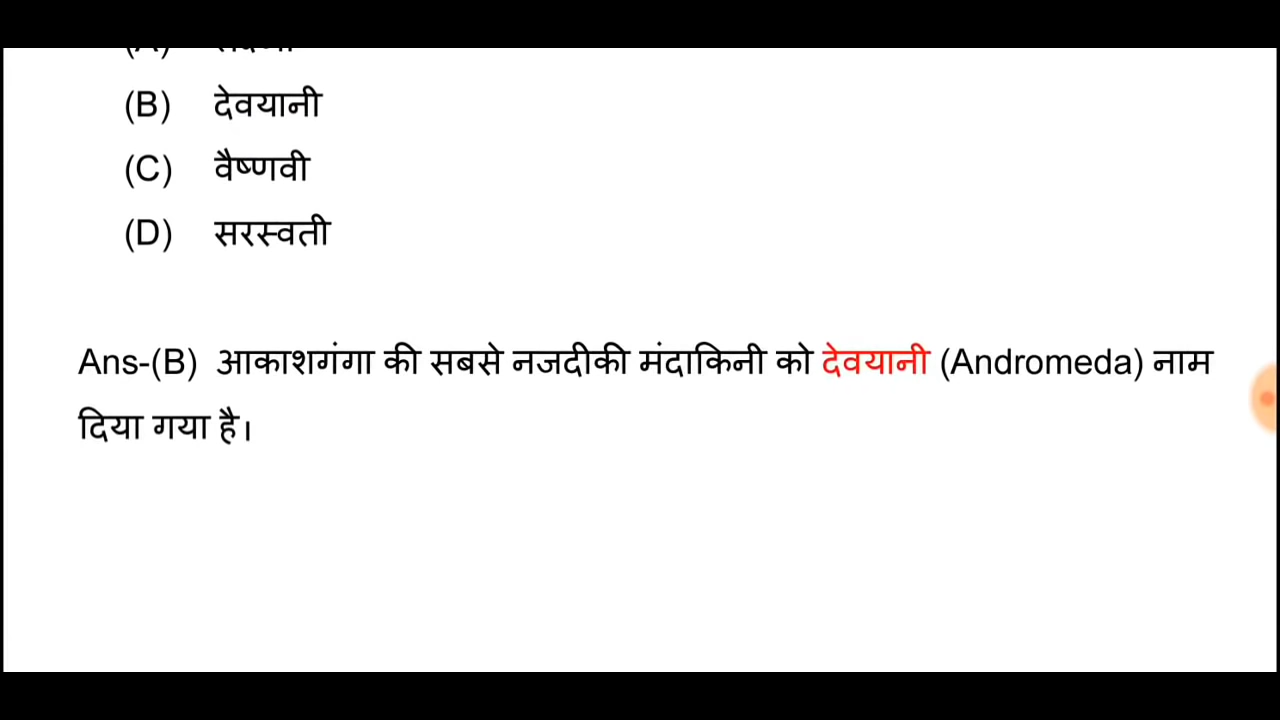 (B) देवयानी
(C) वैष्णवी
(D) सरस्वती
Ans-(B) आकाशगंगा की सबसे नजदीकी मंदाकिनी को देवयानी (Andromeda) नाम
दिया गया है।